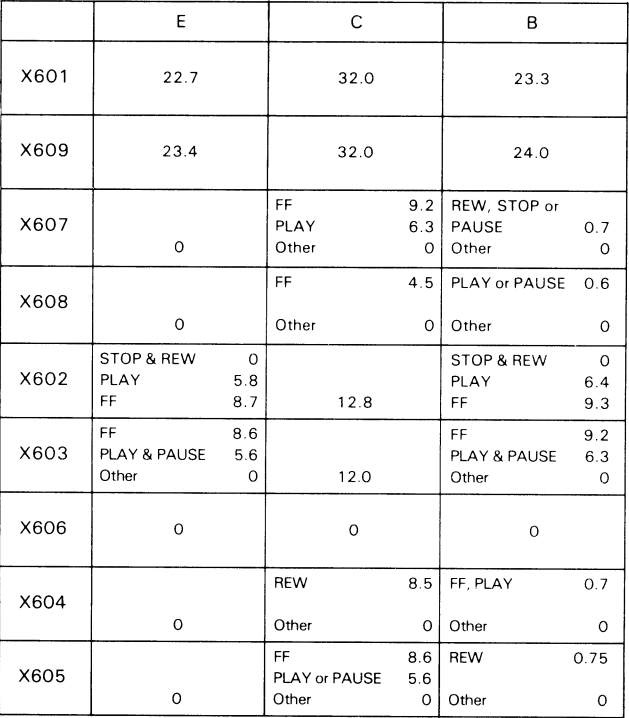 E C B
X601 22.7 32.0 23.3
X609 23.4 32.0 24.0
FF 9.2 REW, STOP or
X607 PLAY 6.3 PAUSE 0.7
0 Other 0 Other 0
FF 4.5 PLAY or PAUSE 0.6
X608
0 Other 0 Other 0
STOP & REW 0 STOP & REW 0
X602 PLAY 5.8 PLAY 6.4
FF 8.7 12.8 FF 9.3
FF 8.6 FF 9.2
X603 PLAY & PAUSE 5.6 PLAY & PAUSE 6.3
Other 0 12.0 Other 0
X606 0 0 0
REW 8.5 FF, PLAY 0.7
X604
0 Other 0 Other 0
FF 8.6 REW 0.75
X605 PLAY or PAUSE 5.6
0 Other 0 Other 0